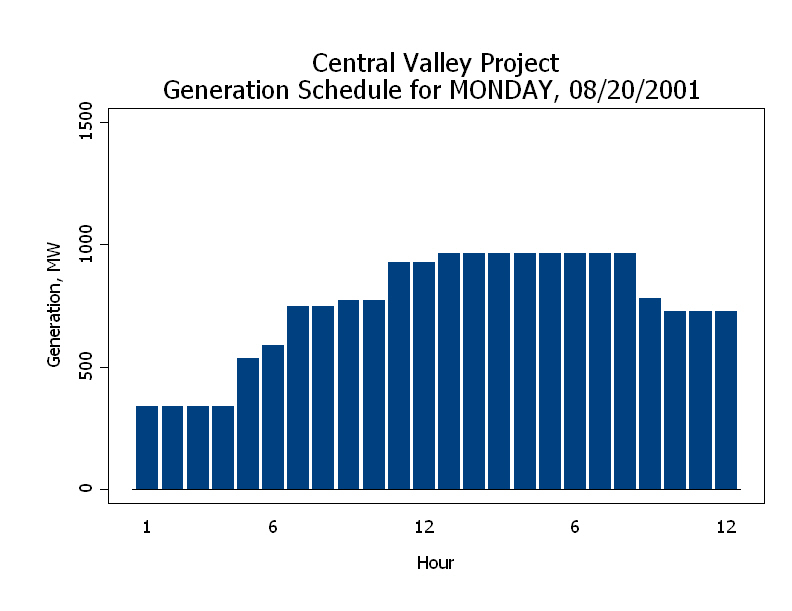 Central Valley Project
Generation Schedule for MONDAY, 08/20/2001
1500
1000
500
0
Generation, MW
1 6 12 6 12
Hour